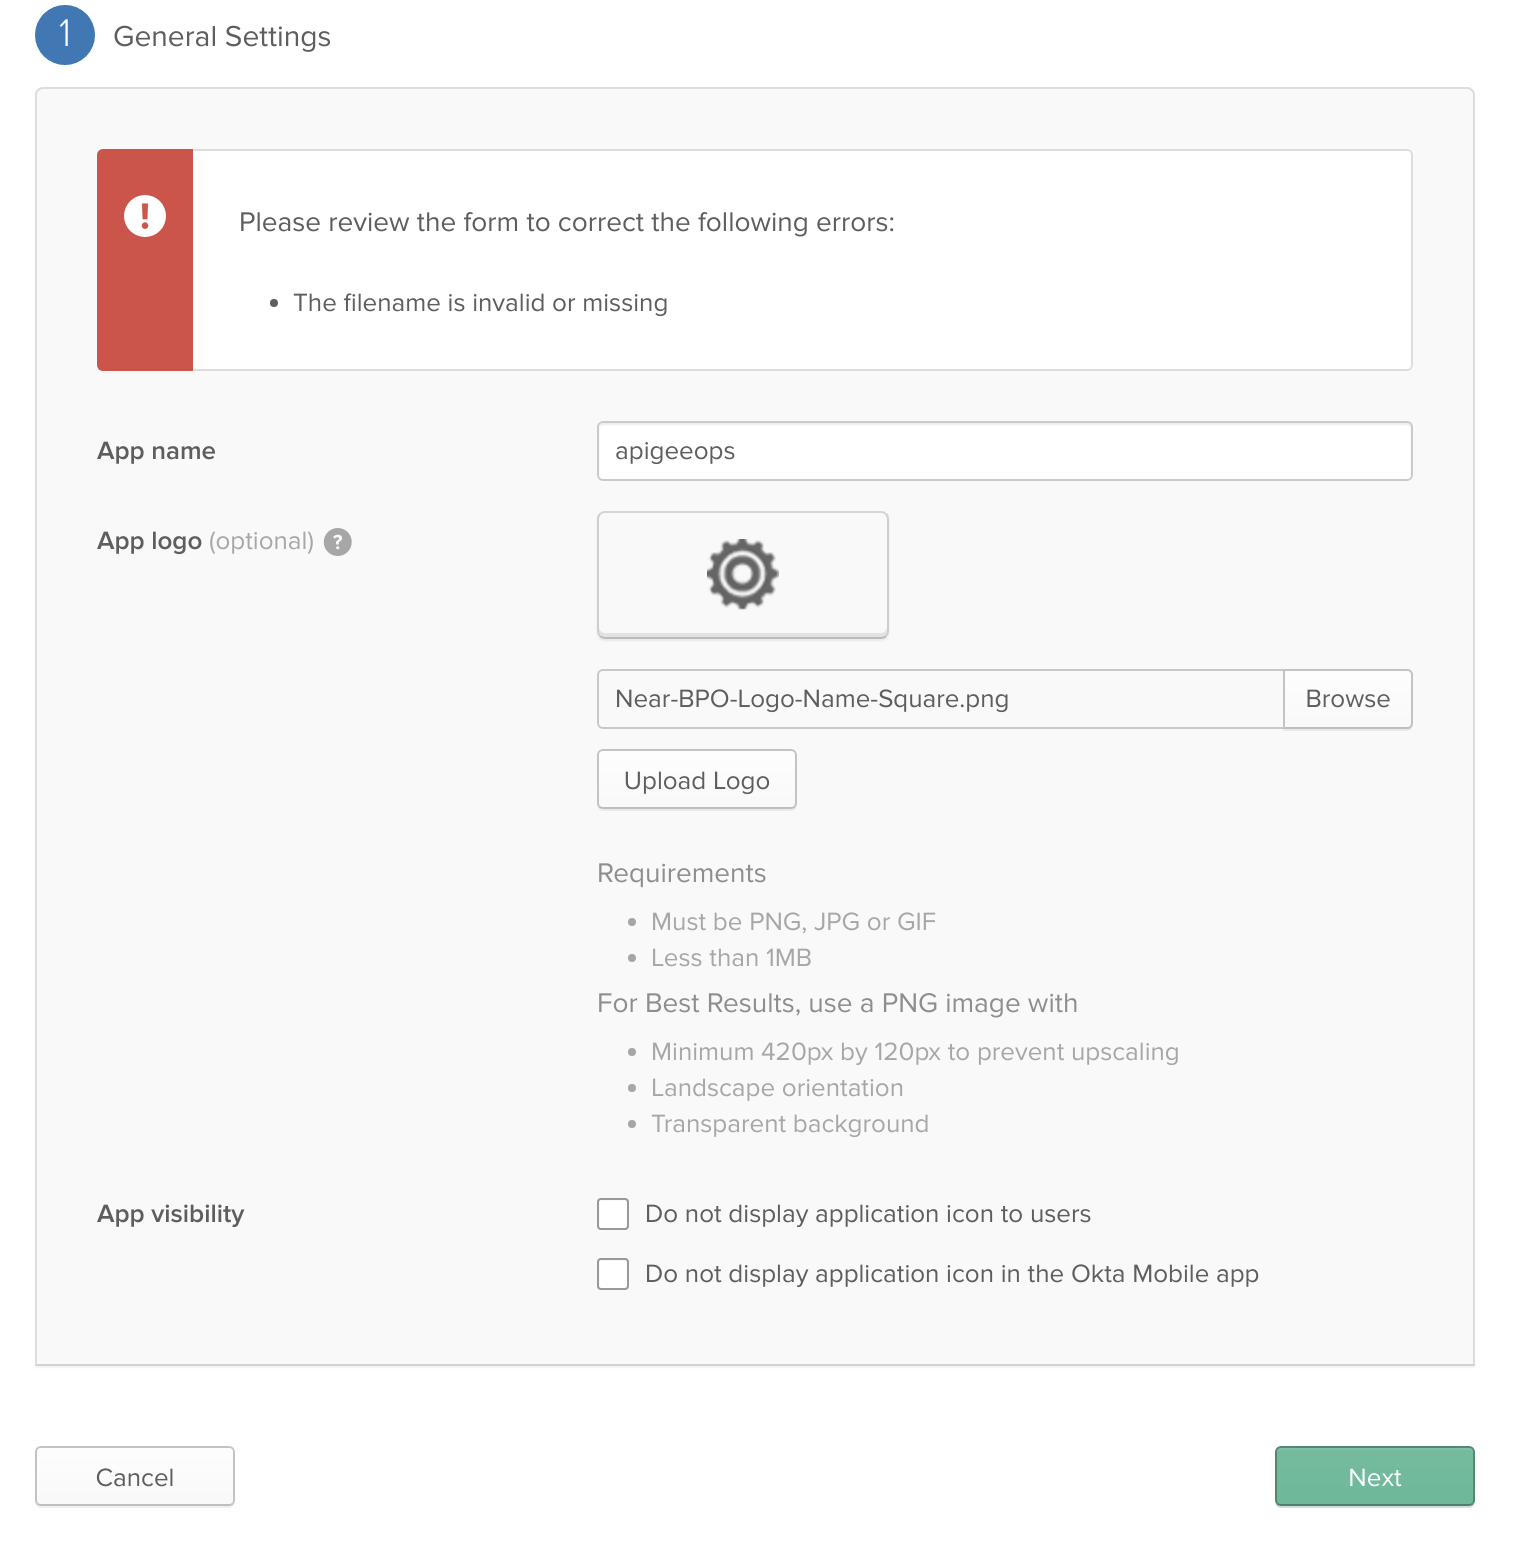 1
General Settings
!
Please review the form to correct the following errors:
• The filename is invalid or missing
App name
apigeeops
App logo (optional) ?
Near-BPO-Logo-Name-Square.png
Browse
Upload Logo
Requirements
• Must be PNG, JPG or GIF
• Less than 1MB
For Best Results, use a PNG image with
• Minimum 420px by 120px to prevent upscaling
• Landscape orientation
• Transparent background
App visibility
Do not display application icon to users
Do not display application icon in the Okta Mobile app
Cancel
Next